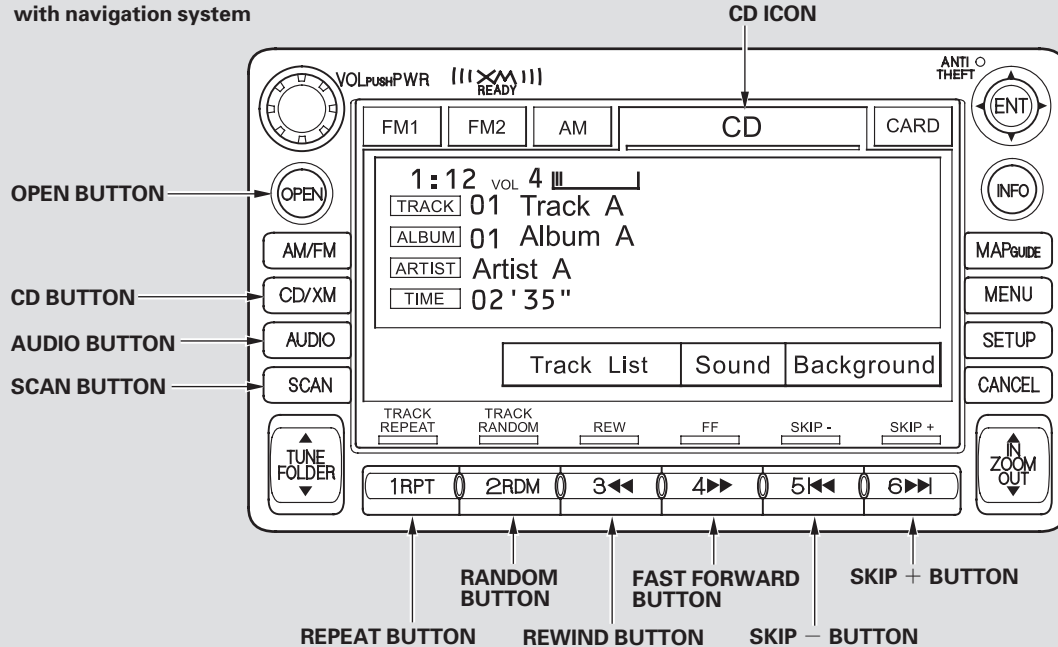 with navigation system
CD ICON
VOL PUSH PWR
XM READY
ANTI THEFT
FM1 FM2 AM CD CARD
ENT
OPEN BUTTON
OPEN
1:12 VOL 4
INFO
TRACK 01 Track A
AM/FM
ALBUM 01 Album A
MAP GUIDE
ARTIST Artist A
CD BUTTON
CD/XM
TIME 02'35"
MENU
AUDIO BUTTON
AUDIO
SETUP
Track List Sound Background
SCAN BUTTON
SCAN
CANCEL
TRACK REPEAT
TRACK RANDOM
REW
FF
SKIP -
SKIP +
▲
TUNE
FOLDER
▼
IN
ZOOM
OUT
1RPT 2RDM 3◀◀ 4▶▶ 5|◀◀ 6▶▶|
RANDOM
BUTTON
FAST FORWARD
BUTTON
SKIP + BUTTON
REPEAT BUTTON
REWIND BUTTON
SKIP − BUTTON